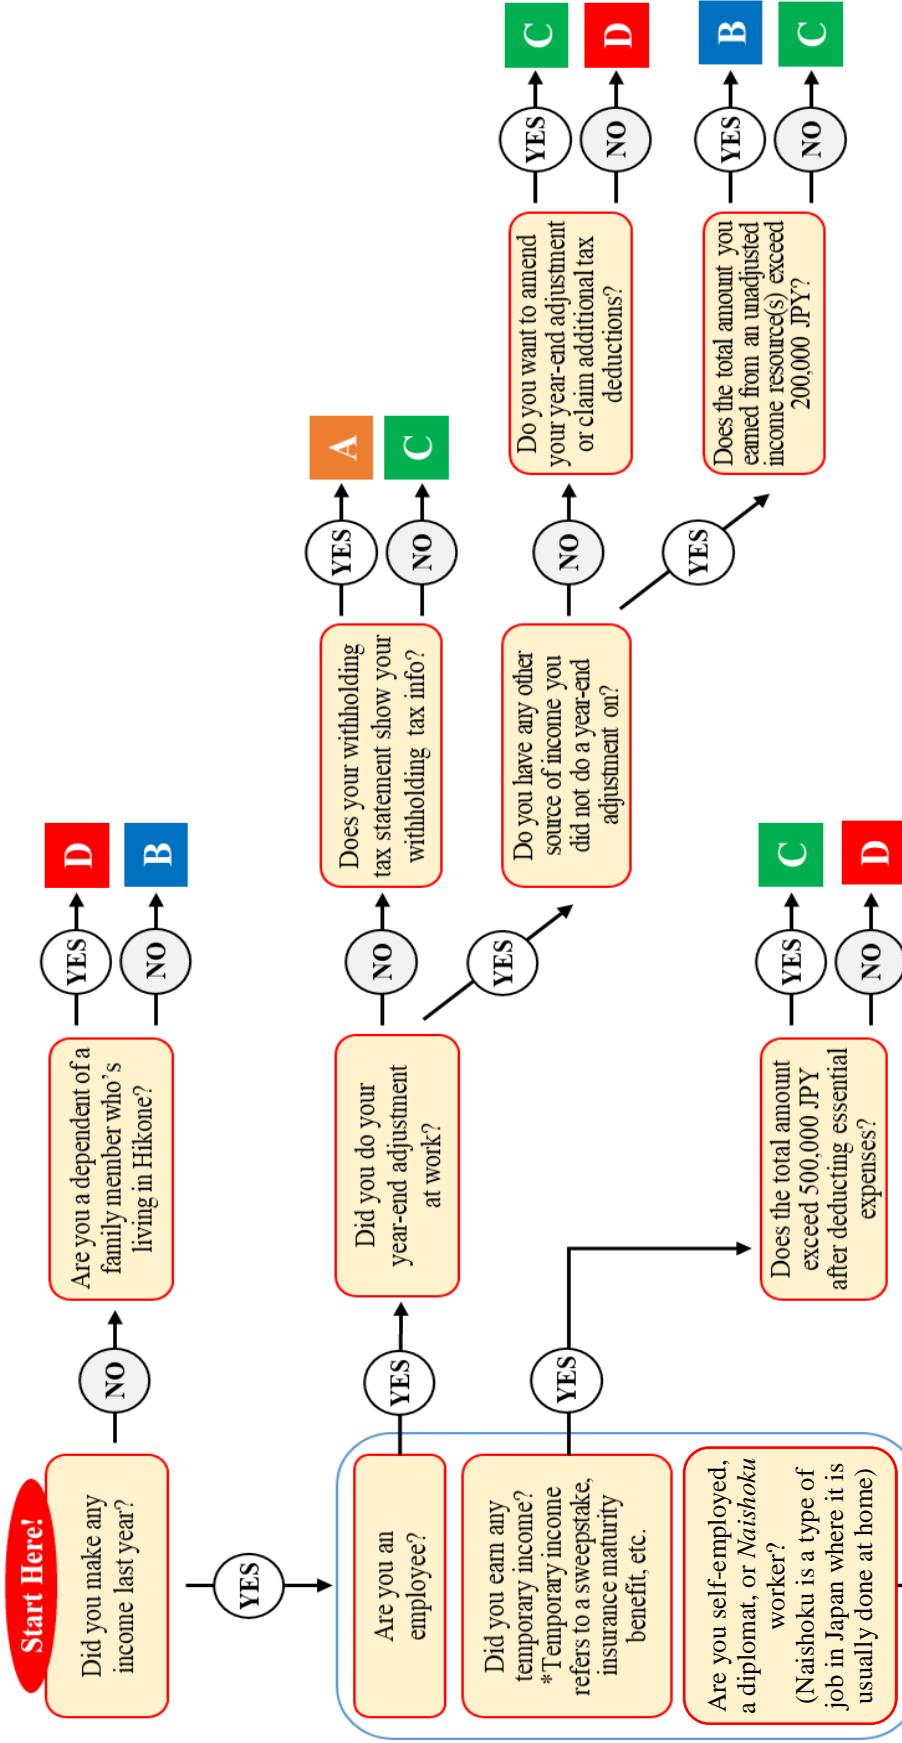 Start Here!
Did you make any
income last year?
NO
Are you a dependent of a
family member who's
living in Hikone?
YES
D
NO
B
YES
Are you an
employee?
YES
Did you do your
year-end adjustment
at work?
NO
Does your withholding
tax statement show your
withholding tax info?
YES
A
NO
C
YES
Do you have any other
source of income you
did not do a year-end
adjustment on?
NO
Do you want to amend
your year-end adjustment
or claim additional tax
deductions?
YES
C
NO
D
YES
Does the total amount you
earned from an unadjusted
income resource(s) exceed
200,000 JPY?
YES
B
NO
C
Did you earn any
temporary income?
*Temporary income
refers to a sweepstake,
insurance maturity
benefit, etc.
YES
Does the total amount
exceed 500,000 JPY
after deducting essential
expenses?
YES
C
NO
D
Are you self-employed,
a diplomat, or Naishoku
worker?
(Naishoku is a type of
job in Japan where it is
usually done at home)